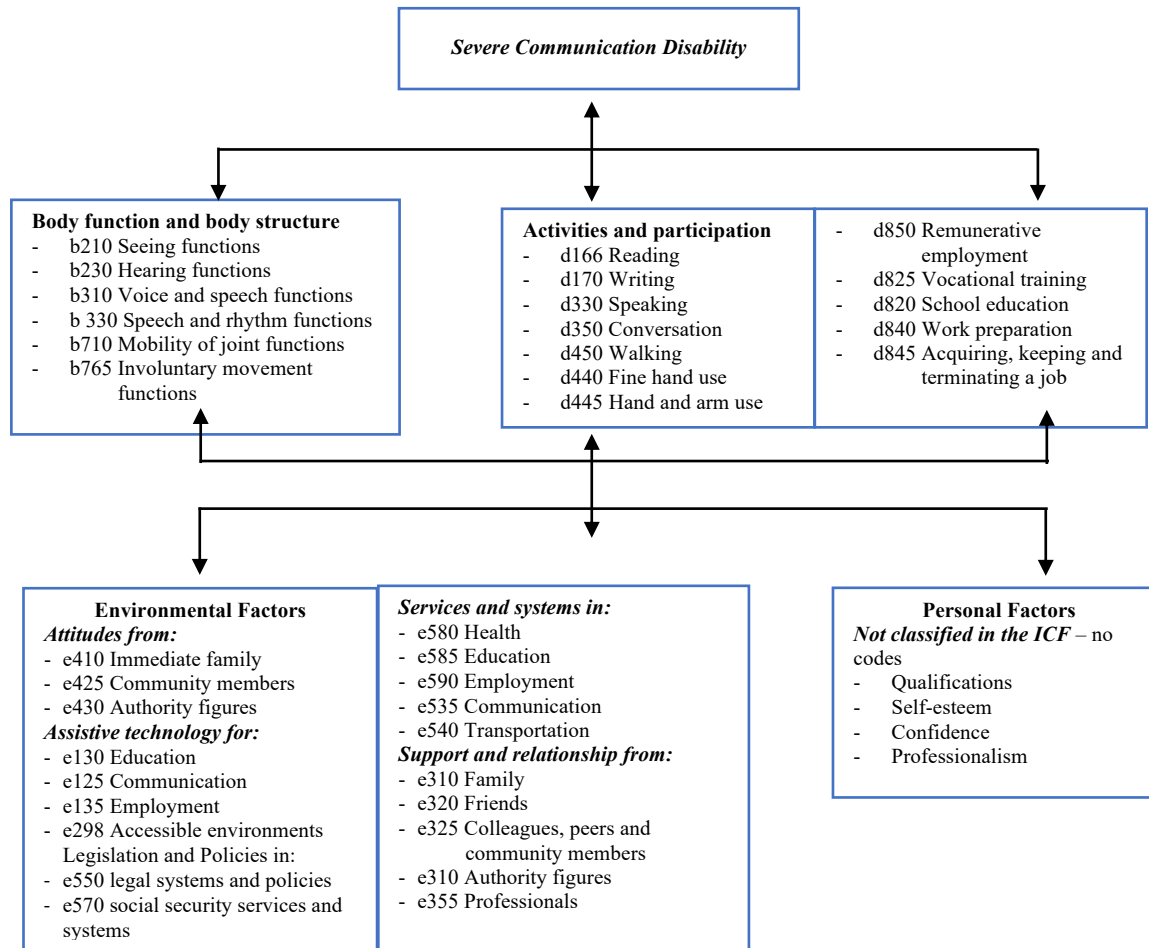 Severe Communication Disability
Body function and body structure
- b210 Seeing functions
- b230 Hearing functions
- b310 Voice and speech functions
- b 330 Speech and rhythm functions
- b710 Mobility of joint functions
- b765 Involuntary movement
functions
Activities and participation
- d166 Reading
- d170 Writing
- d330 Speaking
- d350 Conversation
- d450 Walking
- d440 Fine hand use
- d445 Hand and arm use
- d850 Remunerative
employment
- d825 Vocational training
- d820 School education
- d840 Work preparation
- d845 Acquiring, keeping and
terminating a job
Environmental Factors
Attitudes from:
- e410 Immediate family
- e425 Community members
- e430 Authority figures
Assistive technology for:
- e130 Education
- e125 Communication
- e135 Employment
- e298 Accessible environments
Legislation and Policies in:
- e550 legal systems and policies
- e570 social security services and
systems
Services and systems in:
- e580 Health
- e585 Education
- e590 Employment
- e535 Communication
- e540 Transportation
Support and relationship from:
- e310 Family
- e320 Friends
- e325 Colleagues, peers and
community members
- e310 Authority figures
- e355 Professionals
Personal Factors
Not classified in the ICF – no
codes
- Qualifications
- Self-esteem
- Confidence
- Professionalism